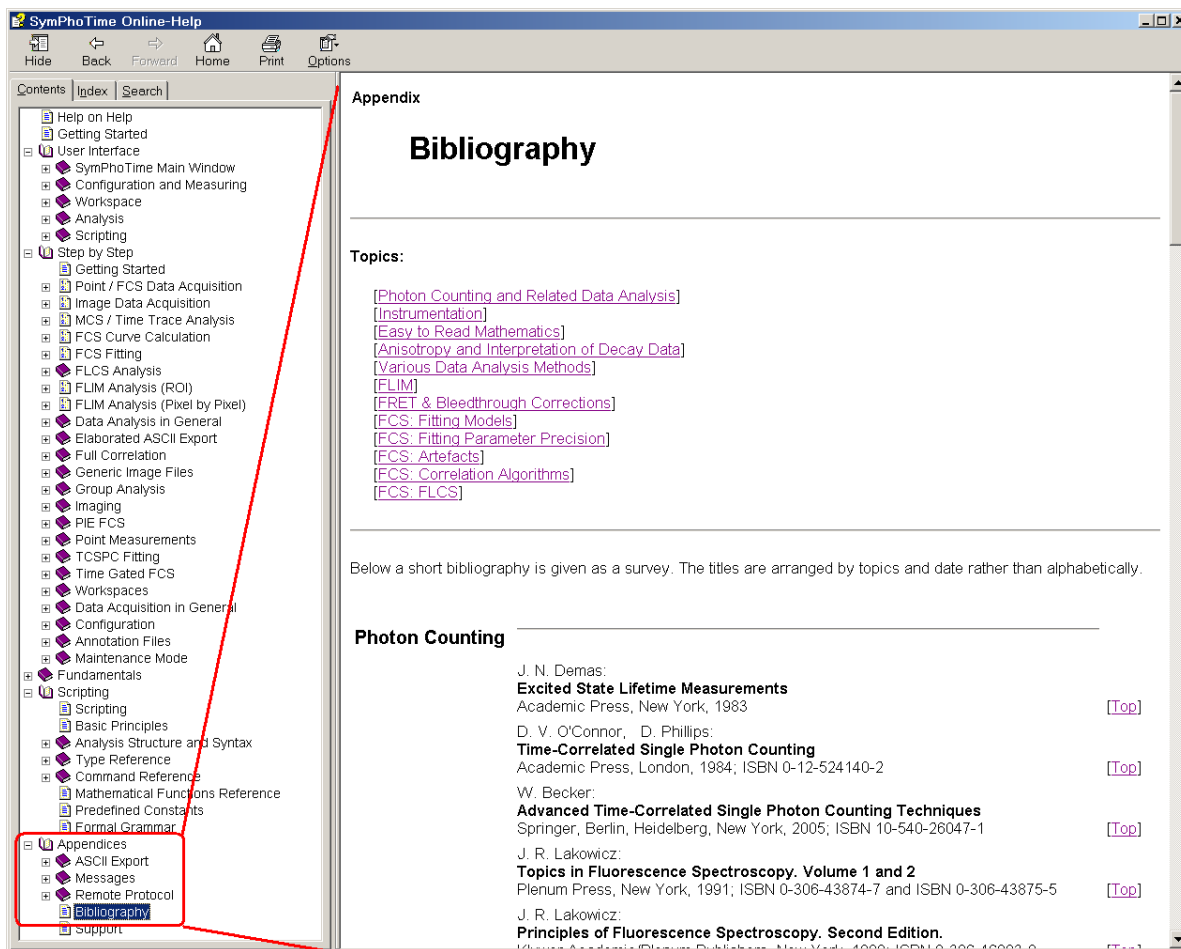 SymPhoTime Online-Help
Hide Back Forward Home Print Options
Contents Index Search
Help on Help
Getting Started
User Interface
SymPhoTime Main Window
Configuration and Measuring
Workspace
Analysis
Scripting
Step by Step
Getting Started
Point / FCS Data Acquisition
Image Data Acquisition
MCS / Time Trace Analysis
FCS Curve Calculation
FCS Fitting
FLCS Analysis
FLIM Analysis (ROI)
FLIM Analysis (Pixel by Pixel)
Data Analysis in General
Elaborated ASCII Export
Full Correlation
Generic Image Files
Group Analysis
Imaging
PIE FCS
Point Measurements
TCSPC Fitting
Time Gated FCS
Workspaces
Data Acquisition in General
Configuration
Annotation Files
Maintenance Mode
Fundamentals
Scripting
Scripting
Basic Principles
Analysis Structure and Syntax
Type Reference
Command Reference
Mathematical Functions Reference
Predefined Constants
Formal Grammar
Appendices
ASCII Export
Messages
Remote Protocol
Bibliography
Support
Appendix
Bibliography
Topics:
[Photon Counting and Related Data Analysis]
[Instrumentation]
[Easy to Read Mathematics]
[Anisotropy and Interpretation of Decay Data]
[Various Data Analysis Methods]
[FLIM]
[FRET & Bleedthrough Corrections]
[FCS: Fitting Models]
[FCS: Fitting Parameter Precision]
[FCS: Artefacts]
[FCS: Correlation Algorithms]
[FCS: FLCS]
Below a short bibliography is given as a survey. The titles are arranged by topics and date rather than alphabetically.
Photon Counting
J. N. Demas:
Excited State Lifetime Measurements
Academic Press, New York, 1983 [Top]
D. V. O'Connor, D. Phillips:
Time-Correlated Single Photon Counting
Academic Press, London, 1984; ISBN 0-12-524140-2 [Top]
W. Becker:
Advanced Time-Correlated Single Photon Counting Techniques
Springer, Berlin, Heidelberg, New York, 2005; ISBN 10-540-26047-1 [Top]
J. R. Lakowicz:
Topics in Fluorescence Spectroscopy. Volume 1 and 2
Plenum Press, New York, 1991; ISBN 0-306-43874-7 and ISBN 0-306-43875-5 [Top]
J. R. Lakowicz:
Principles of Fluorescence Spectroscopy. Second Edition.